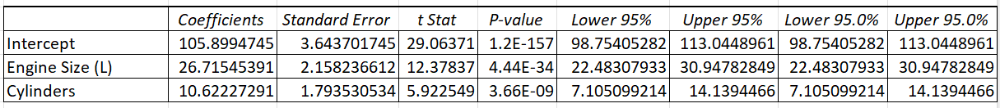 Coefficients Standard Error t Stat P-value Lower 95% Upper 95% Lower 95.0% Upper 95.0%
Intercept 105.8994745 3.643701745 29.06371 1.2E-157 98.75405282 113.0448961 98.75405282 113.0448961
Engine Size (L) 26.71545391 2.158236612 12.37837 4.44E-34 22.48307933 30.94782849 22.48307933 30.94782849
Cylinders 10.62227291 1.793530534 5.922549 3.66E-09 7.105099214 14.1394466 7.105099214 14.1394466